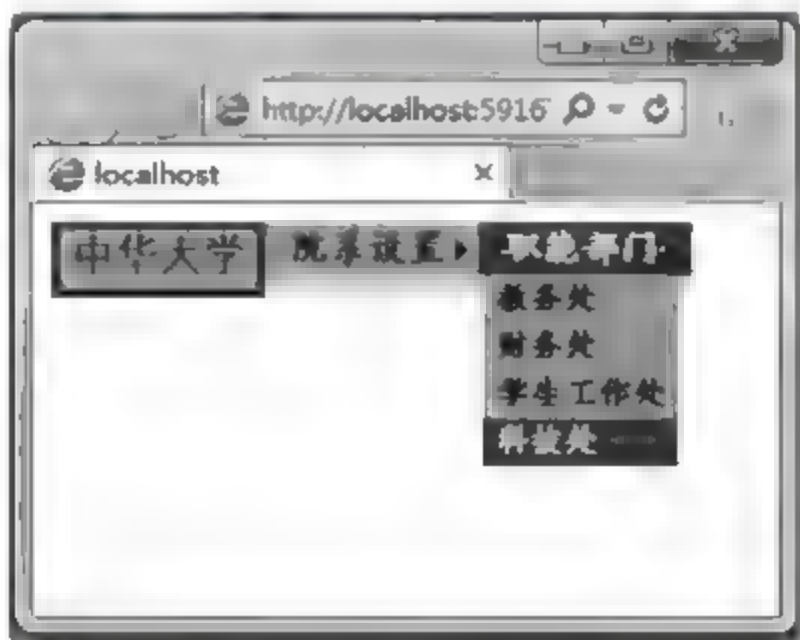 http://localhost:5916
localhost
中华大学 院系设置 职能部门
教务处
财务处
学生工作处
科技处